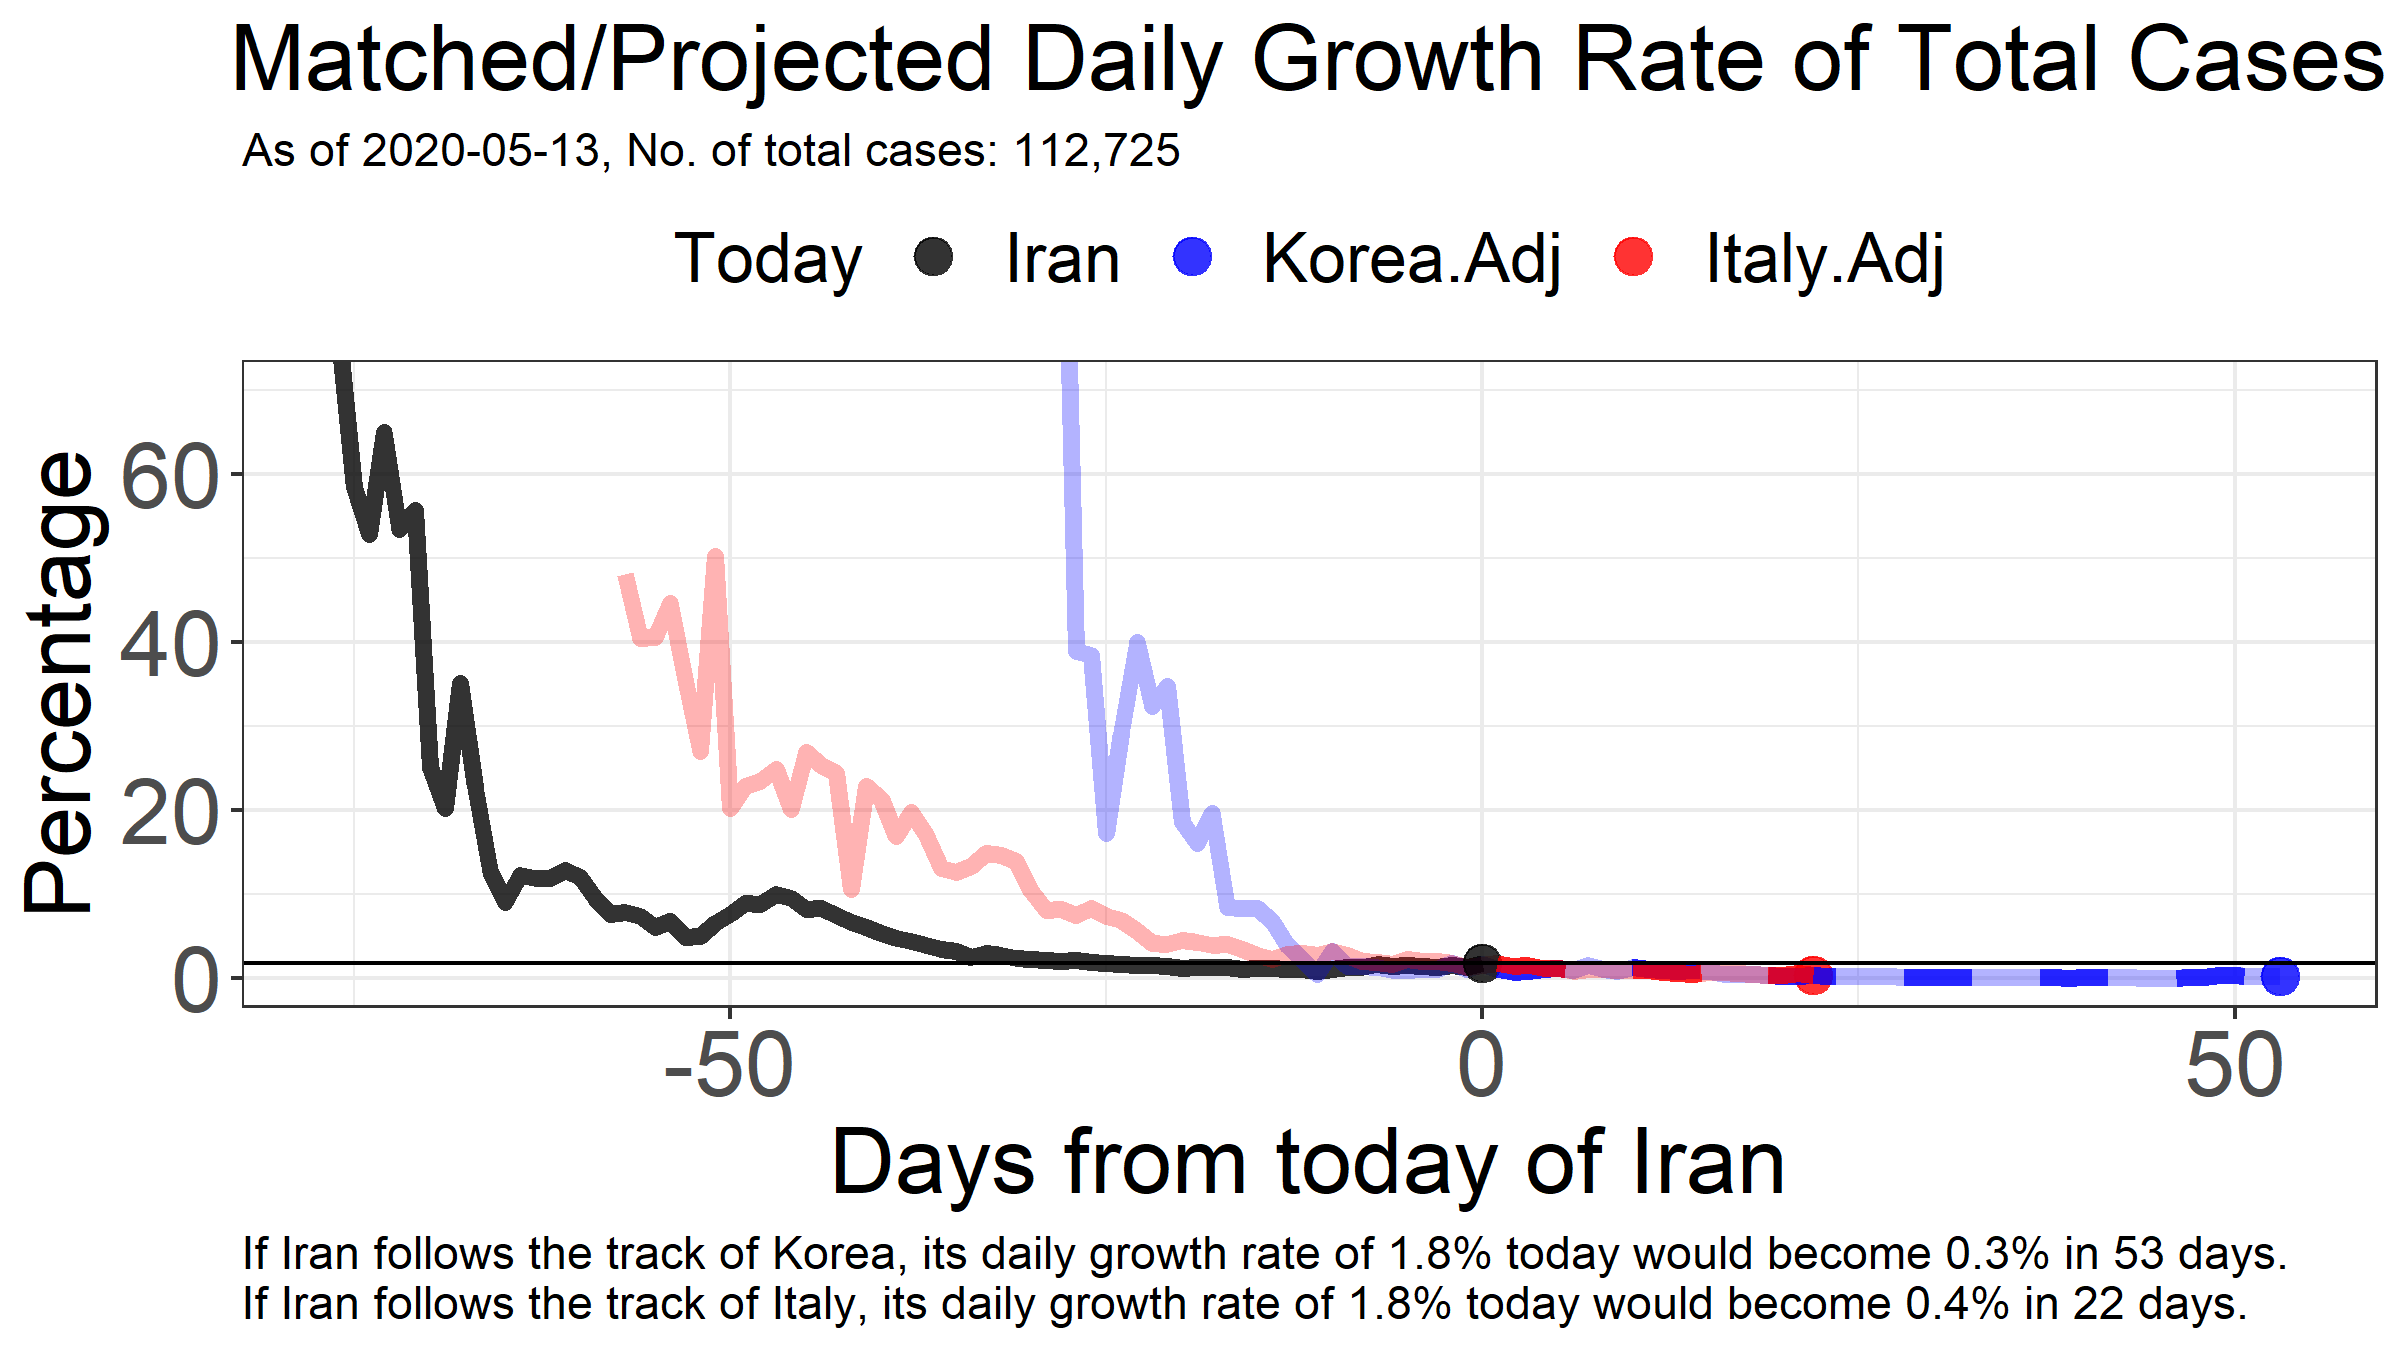 Matched/Projected Daily Growth Rate of Total Cases
As of 2020-05-13, No. of total cases: 112,725
Today Iran Korea.Adj Italy.Adj
Percentage
60
40
20
0
-50 0 50
Days from today of Iran
If Iran follows the track of Korea, its daily growth rate of 1.8% today would become 0.3% in 53 days.
If Iran follows the track of Italy, its daily growth rate of 1.8% today would become 0.4% in 22 days.